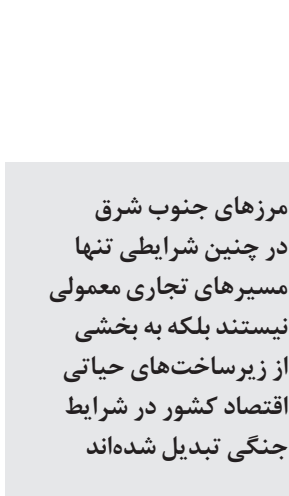 مرزهای جنوب شرق
در چنین شرایطی تنها
مسیرهای تجاری معمولی
نیستند بلکه به بخشی
از زیرساخت‌های حیاتی
اقتصاد کشور در شرایط
جنگی تبدیل شده‌اند